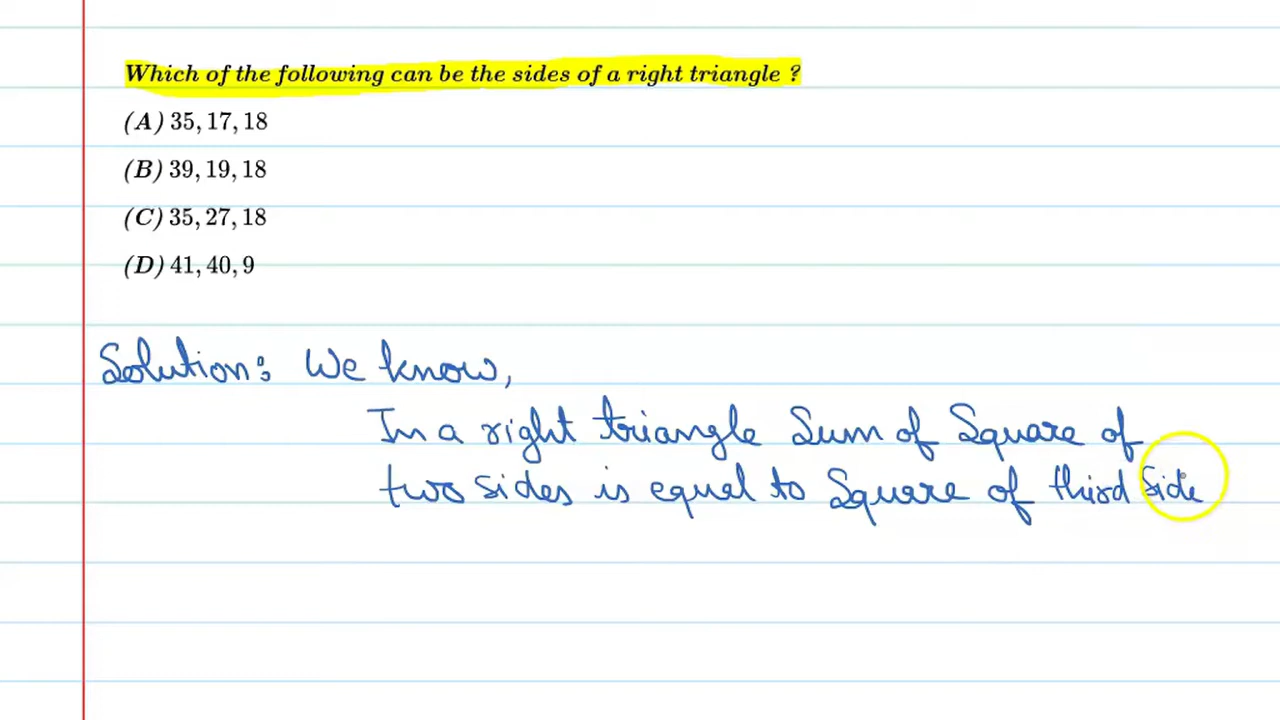 Which of the following can be the sides of a right triangle ?
(A) 35, 17, 18
(B) 39, 19, 18
(C) 35, 27, 18
(D) 41, 40, 9
Solution: We know,
In a right triangle Sum of Square of
two sides is equal to Square of third side